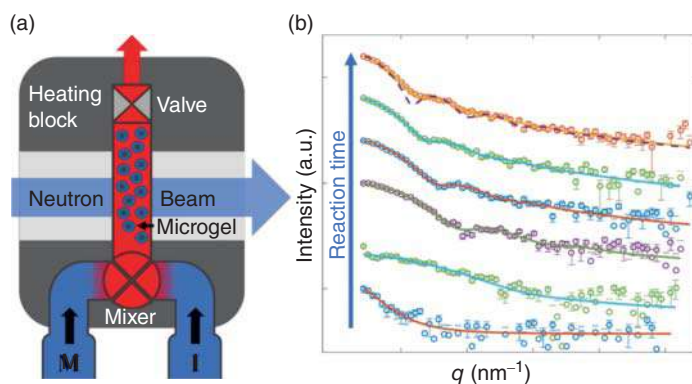 (a)
Heating
block
Valve
Neutron
Beam
Microgel
Mixer
M
I
(b)
Intensity (a.u.)
Reaction time
q (nm⁻¹)